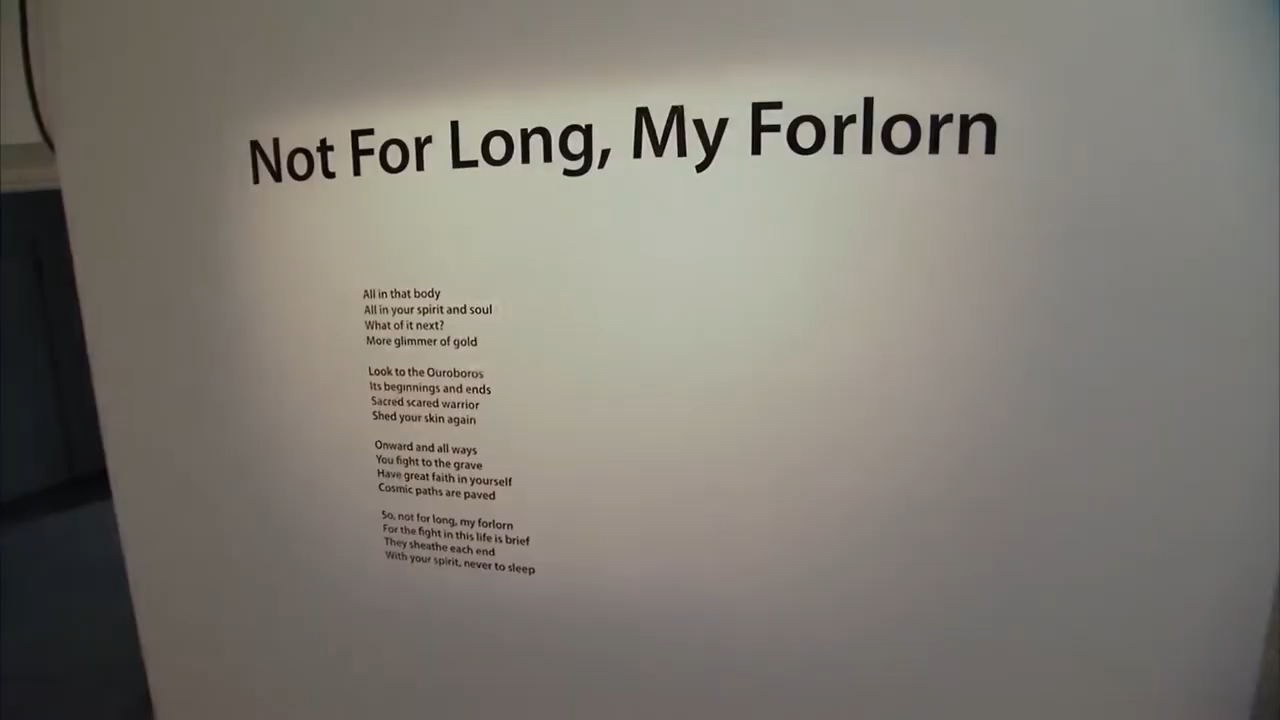 Not For Long, My Forlorn
All in that body
All in your spirit and soul
What of it next?
More glimmer of gold
Look to the Ouroboros
Its beginnings and ends
Sacred scared warrior
Shed your skin again
Onward and all ways
You fight to the grave
Have great faith in yourself
Cosmic paths are paved
So, not for long, my forlorn
For the fight in this life is brief
They sheathe each end
With your spirit, never to sleep